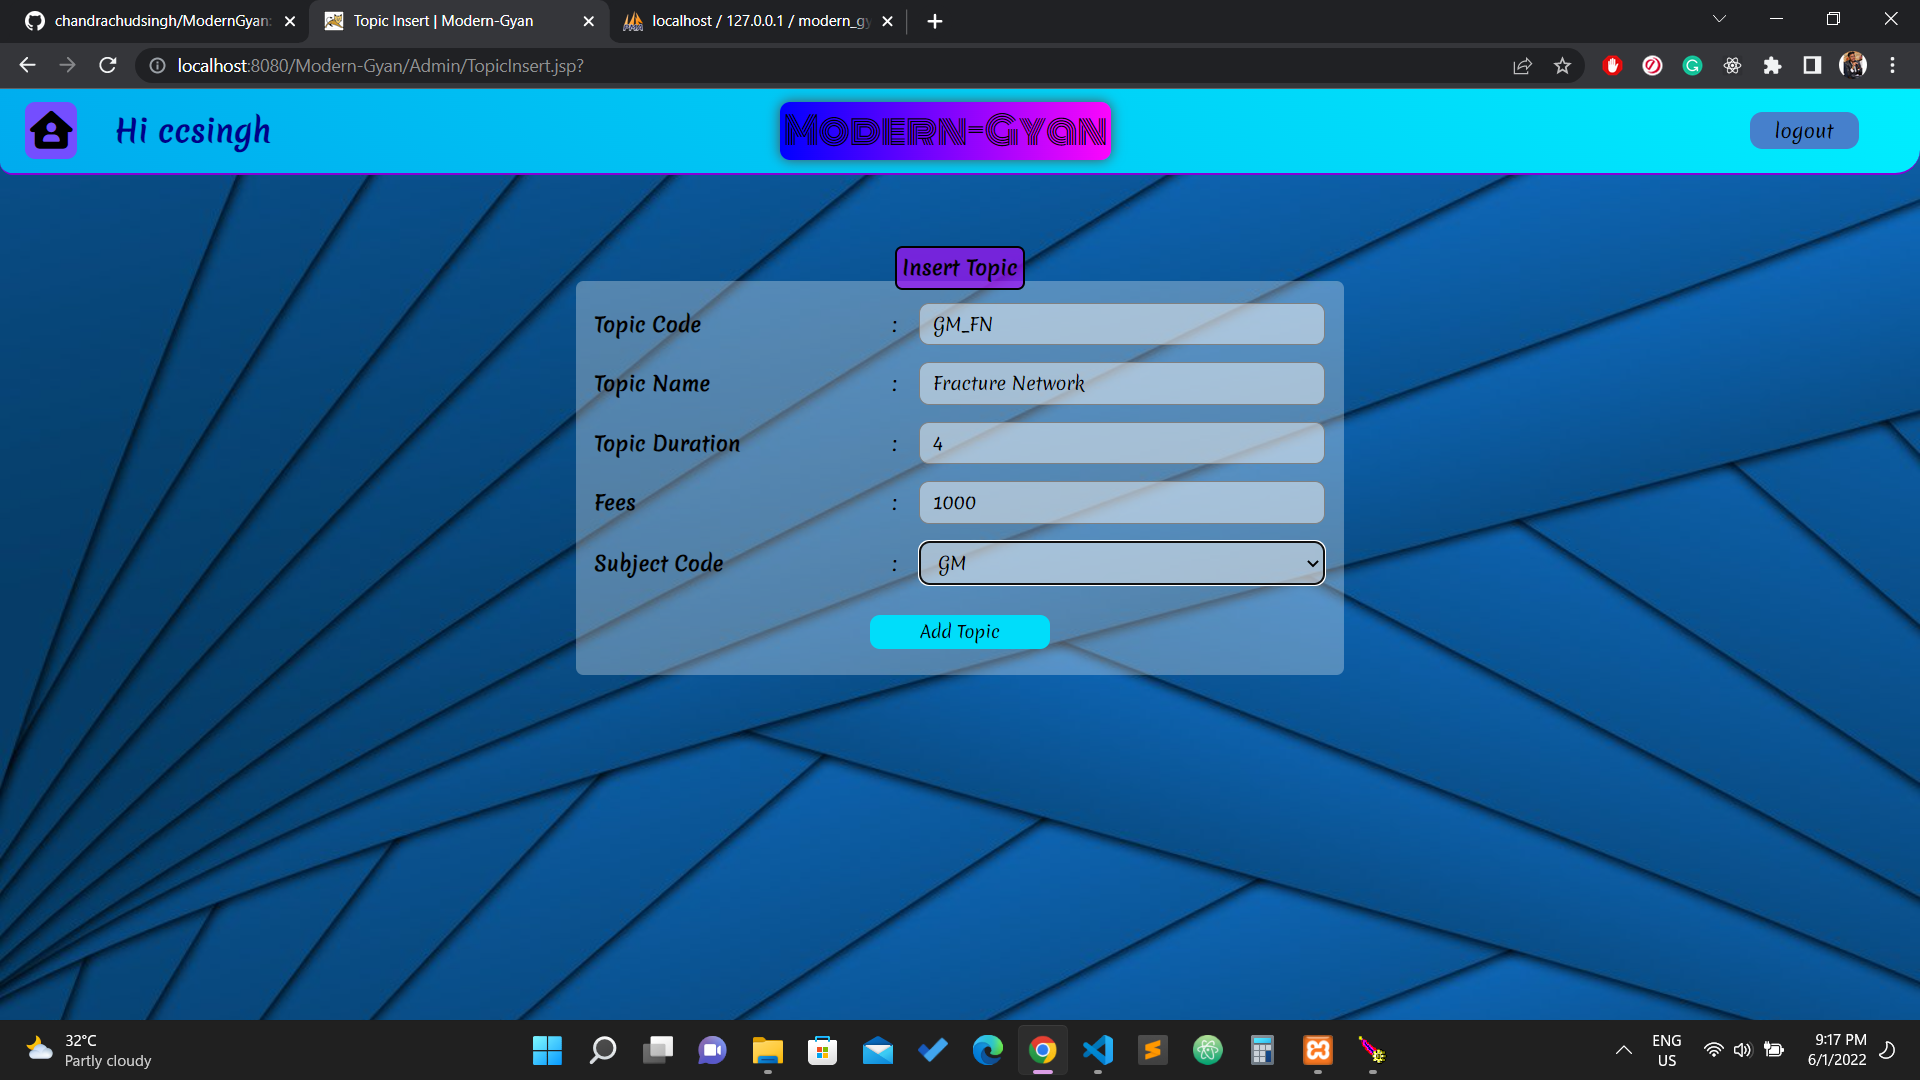 chandrachudsingh/ModernGyan:
Topic Insert | Modern-Gyan
localhost / 127.0.0.1 / modern_gy
localhost:8080/Modern-Gyan/Admin/TopicInsert.jsp?
Hi ccsingh
Modern-Gyan
logout
Insert Topic
Topic Code : GM_FN
Topic Name : Fracture Network
Topic Duration : 4
Fees : 1000
Subject Code : GM
Add Topic
32°C
Partly cloudy
ENG
US
9:17 PM
6/1/2022